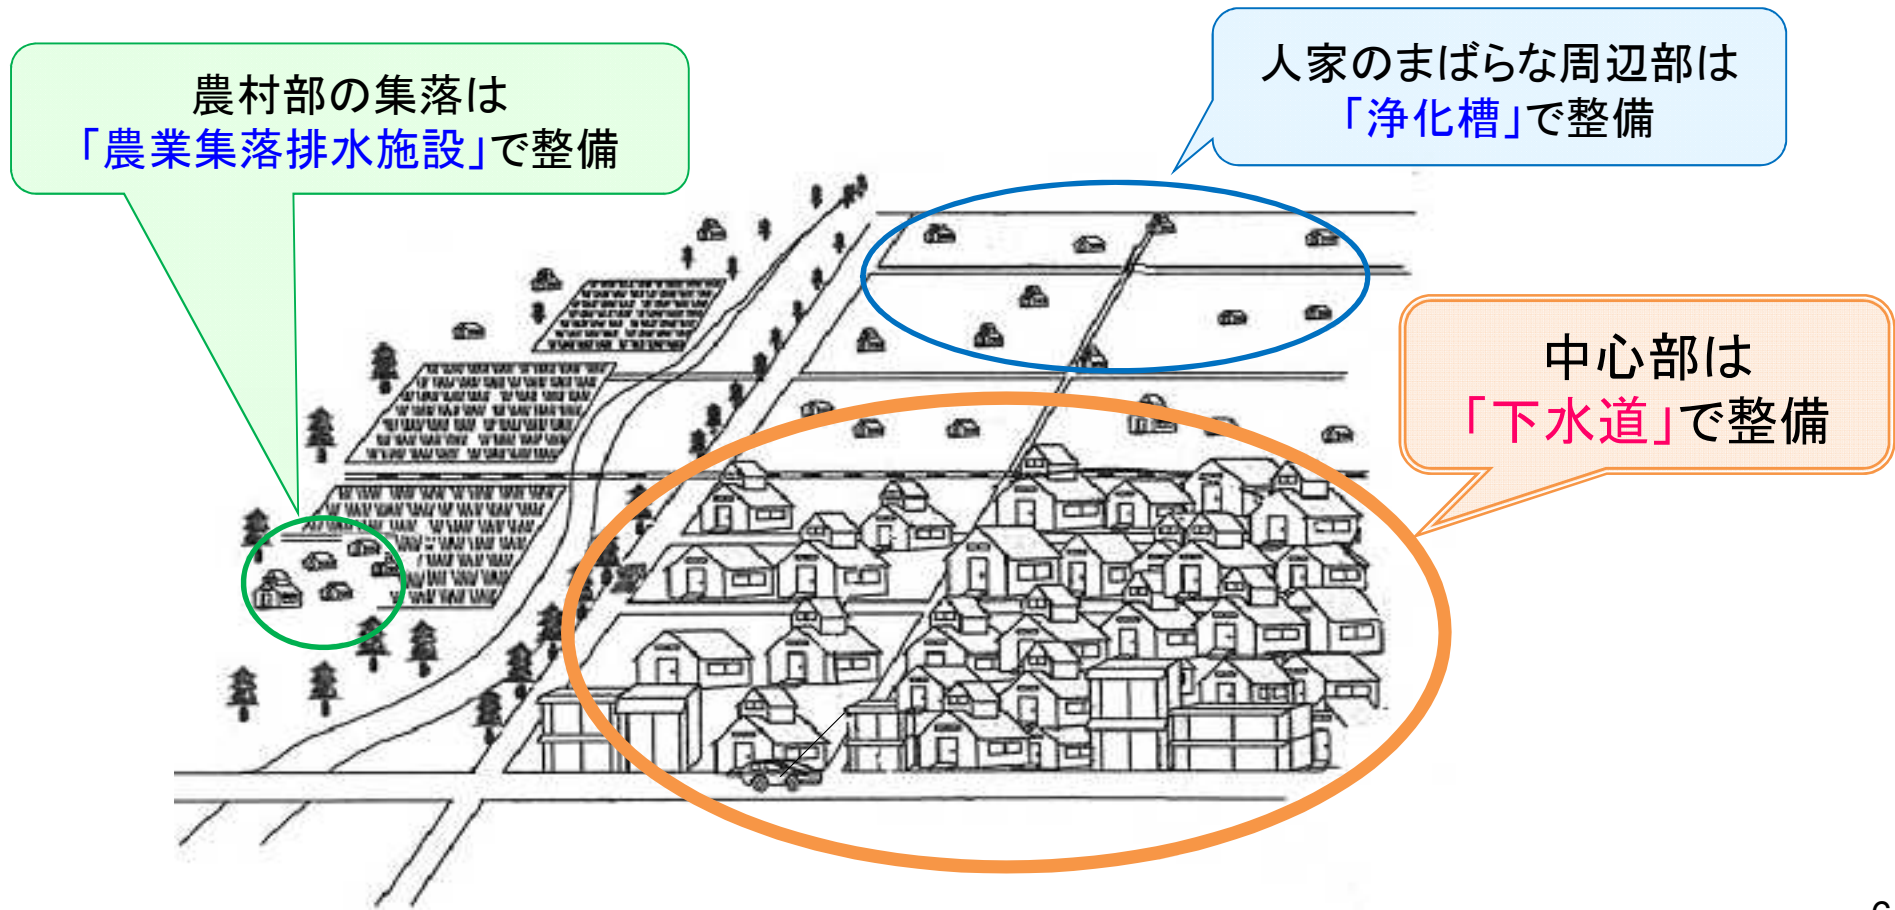 農村部の集落は
「農業集落排水施設」で整備
人家のまばらな周辺部は
「浄化槽」で整備
中心部は
「下水道」で整備